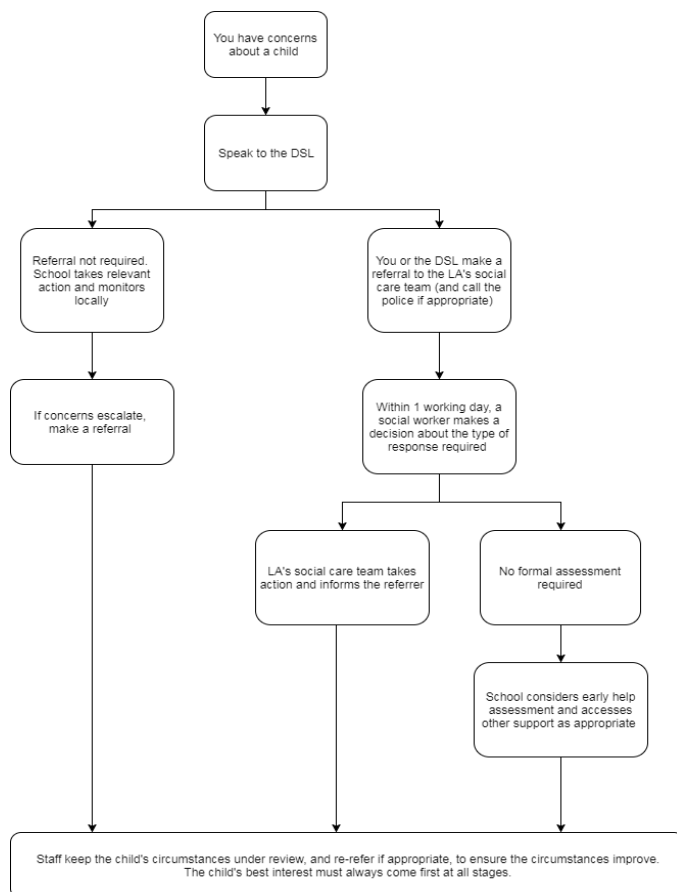 You have concerns
about a child
Speak to the DSL
Referral not required.
School takes relevant
action and monitors
locally
You or the DSL make a
referral to the LA's social
care team (and call the
police if appropriate)
If concerns escalate,
make a referral
Within 1 working day, a
social worker makes a
decision about the type of
response required
LA's social care team takes
action and informs the referrer
No formal assessment
required
School considers early help
assessment and accesses
other support as appropriate
Staff keep the child's circumstances under review, and re-refer if appropriate, to ensure the circumstances improve.
The child's best interest must always come first at all stages.